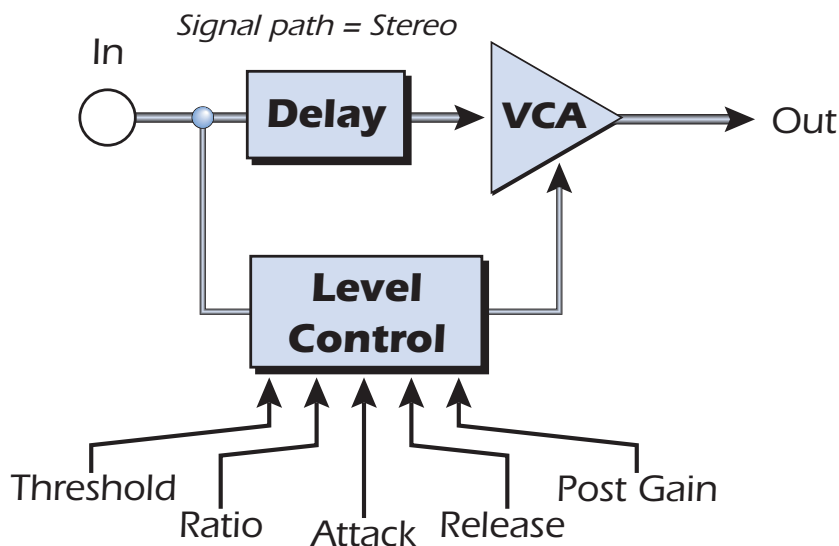 Signal path = Stereo
In
Delay
VCA
Out
Level
Control
Threshold
Ratio
Attack
Release
Post Gain